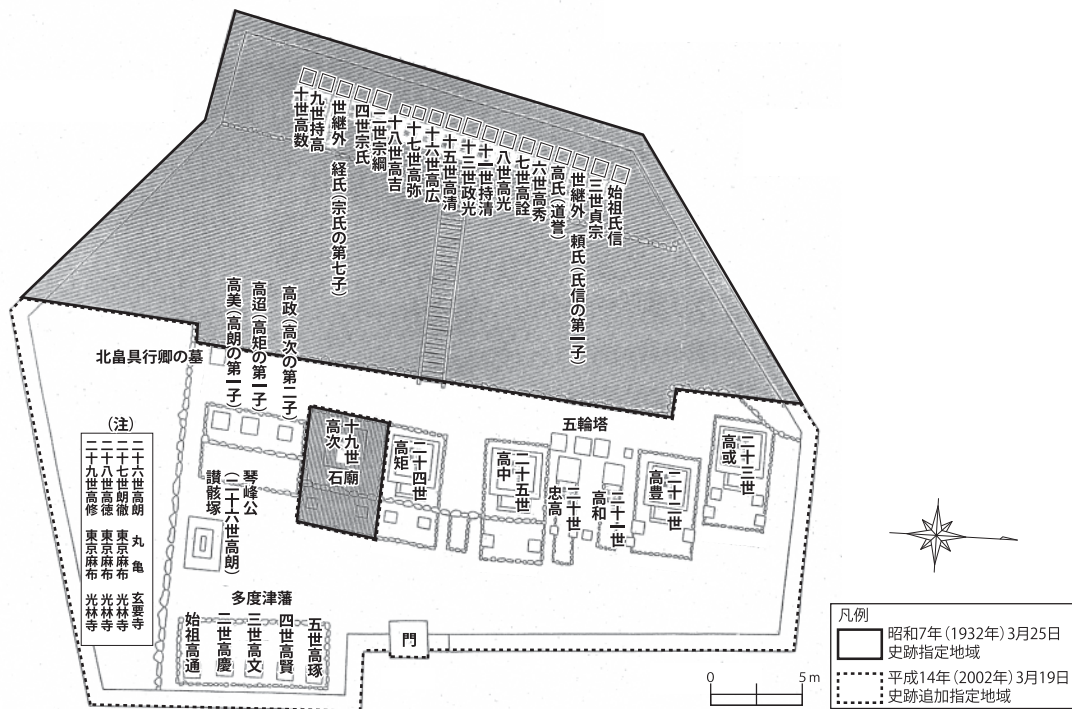 始祖氏信
三世貞宗
世継外 頼氏(氏信の第一子)
高氏(道誉)
六世高秀
七世高詮
八世高光
十一世持清
十三世政光
十五世高清
十六世高広
十七世高弥
十八世高吉
二世宗綱
四世宗氏
世継外 経氏(宗氏の第七子)
九世持高
十世高数
高政(高次の第二子)
高迢(高矩の第一子)
高美(高朗の第一子)
北畠具行卿の墓
五輪塔
二十三世
高或
二十二世
高豊
二十一世
高和
二十世
忠高
二十五世
高中
二十四世
高矩
十九世
高次 石廟
琴峰公
(二十六世高朗)
讃骸塚
(注)
二十六世高朗 丸亀 玄要寺
二十七世朗徹 東京麻布 光林寺
二十八世高徳 東京麻布 光林寺
二十九世高修 東京麻布 光林寺
多度津藩
五世高琢
四世高賢
三世高文
二世高慶
始祖高通
門
0 5m
凡例
昭和7年(1932年)3月25日
史跡指定地域
平成14年(2002年)3月19日
史跡追加指定地域